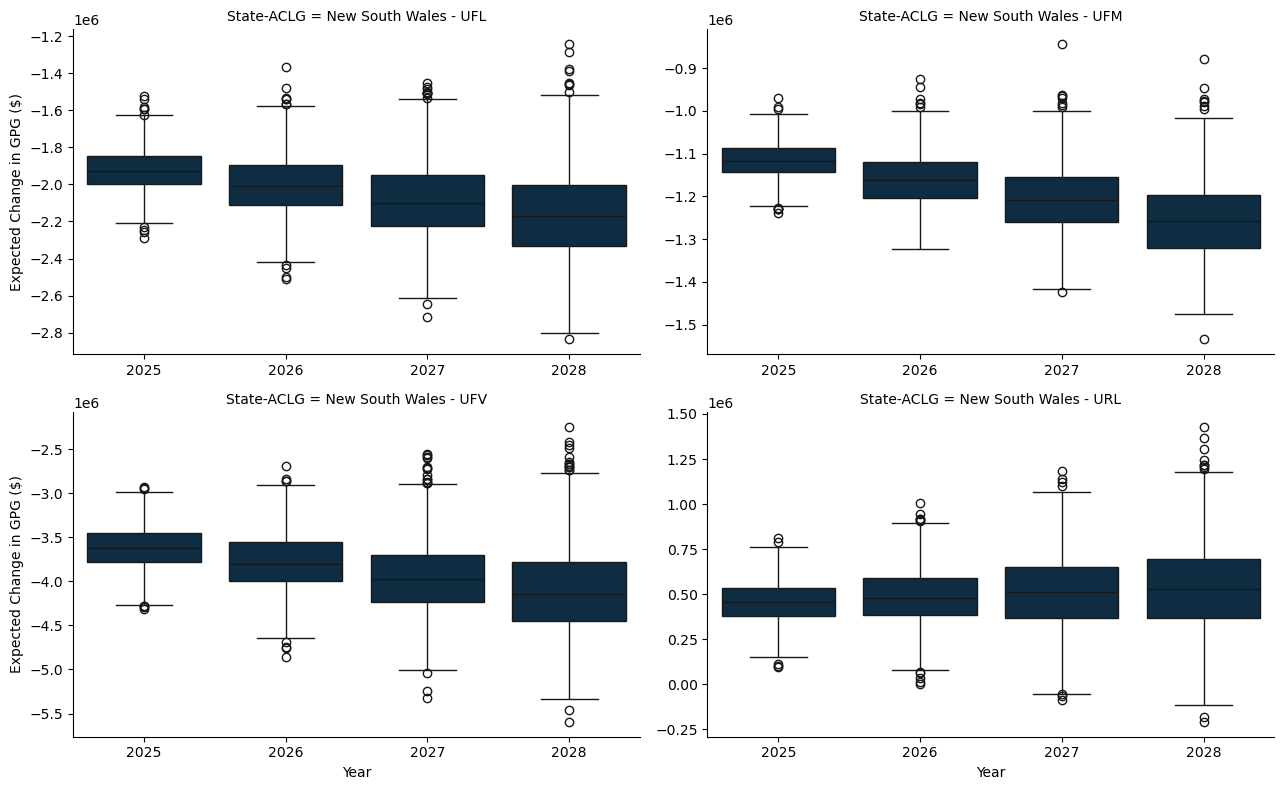 State-ACLG = New South Wales - UFL
1e6
Expected Change in GPG ($)
−1.2
−1.4
−1.6
−1.8
−2.0
−2.2
−2.4
−2.6
−2.8
2025 2026 2027 2028
State-ACLG = New South Wales - UFM
1e6
−0.9
−1.0
−1.1
−1.2
−1.3
−1.4
−1.5
2025 2026 2027 2028
State-ACLG = New South Wales - UFV
1e6
Expected Change in GPG ($)
−2.5
−3.0
−3.5
−4.0
−4.5
−5.0
−5.5
2025 2026 2027 2028
Year
State-ACLG = New South Wales - URL
1e6
1.50
1.25
1.00
0.75
0.50
0.25
0.00
−0.25
2025 2026 2027 2028
Year